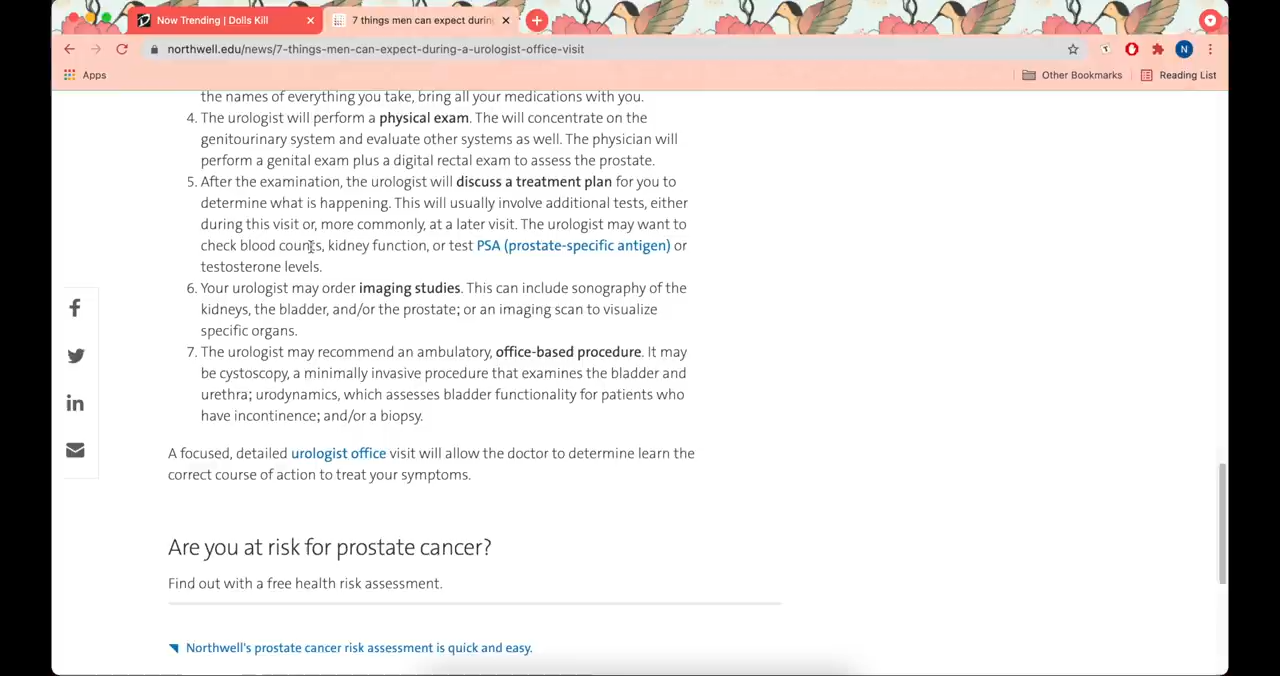 Now Trending | Dolls Kill
7 things men can expect durin
northwell.edu/news/7-things-men-can-expect-during-a-urologist-office-visit
N
Apps
Other Bookmarks
Reading List
the names of everything you take, bring all your medications with you.
4. The urologist will perform a physical exam. The will concentrate on the
genitourinary system and evaluate other systems as well. The physician will
perform a genital exam plus a digital rectal exam to assess the prostate.
5. After the examination, the urologist will discuss a treatment plan for you to
determine what is happening. This will usually involve additional tests, either
during this visit or, more commonly, at a later visit. The urologist may want to
check blood counts, kidney function, or test PSA (prostate-specific antigen) or
testosterone levels.
6. Your urologist may order imaging studies. This can include sonography of the
kidneys, the bladder, and/or the prostate; or an imaging scan to visualize
specific organs.
7. The urologist may recommend an ambulatory, office-based procedure. It may
be cystoscopy, a minimally invasive procedure that examines the bladder and
urethra; urodynamics, which assesses bladder functionality for patients who
have incontinence; and/or a biopsy.
A focused, detailed urologist office visit will allow the doctor to determine learn the
correct course of action to treat your symptoms.
Are you at risk for prostate cancer?
Find out with a free health risk assessment.
Northwell's prostate cancer risk assessment is quick and easy.